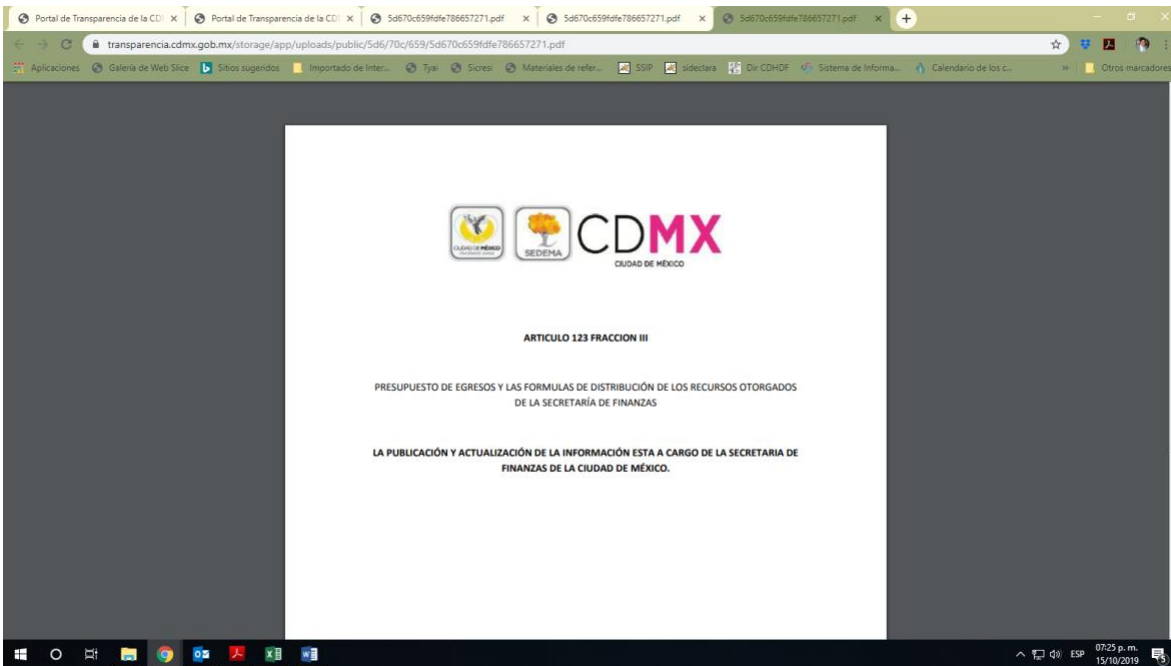 Portal de Transparencia de la CD
Portal de Transparencia de la CD
5d670c659fdfe786657271.pdf
5d670c659fdfe786657271.pdf
5d670c659fdfe786657271.pdf
transparencia.cdmx.gob.mx/storage/app/uploads/public/5d6/70c/659/5d670c659fdfe786657271.pdf
Aplicaciones
Galería de Web Slice
Sitios sugeridos
Importado de Inter...
Tyai
Sicresi
Materiales de refer...
SSIP
sideclara
Dir CDHDF
Sistema de Informa...
Calendario de los c...
»
Otros marcadores
CIUDAD DE MÉXICO
SEDEMA
CDMX
CIUDAD DE MÉXICO
ARTICULO 123 FRACCION III
PRESUPUESTO DE EGRESOS Y LAS FORMULAS DE DISTRIBUCIÓN DE LOS RECURSOS OTORGADOS
DE LA SECRETARÍA DE FINANZAS
LA PUBLICACIÓN Y ACTUALIZACIÓN DE LA INFORMACIÓN ESTA A CARGO DE LA SECRETARIA DE
FINANZAS DE LA CIUDAD DE MÉXICO.
ESP
07:25 p. m.
15/10/2019